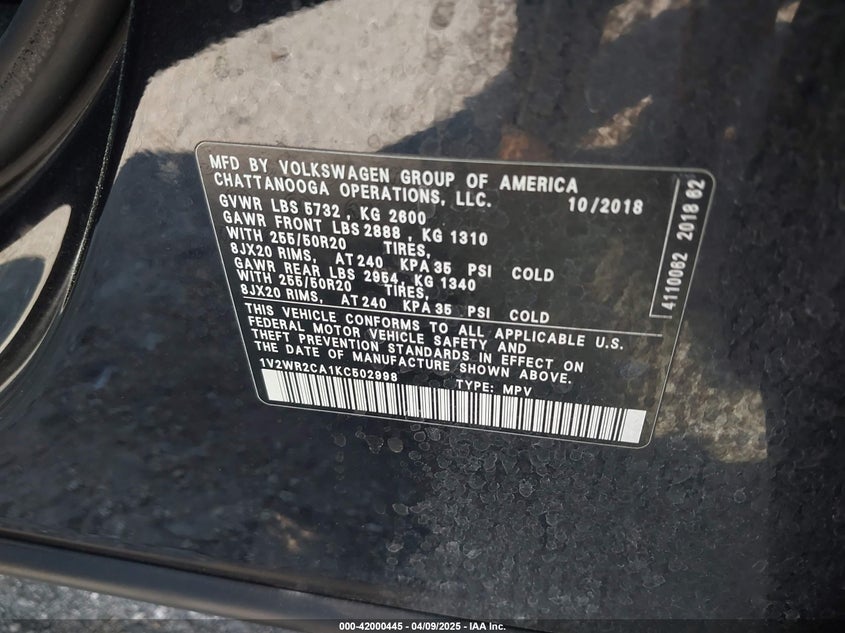 MFD BY VOLKSWAGEN GROUP OF AMERICA
CHATTANOOGA OPERATIONS, LLC.
10/2018
GVWR LBS 5732 , KG 2600
GAWR FRONT LBS 2888 , KG 1310
WITH 255/50R20 TIRES,
8JX20 RIMS, AT 240 KPA 35 PSI COLD
GAWR REAR LBS 2954 , KG 1340
WITH 255/50R20 TIRES,
8JX20 RIMS, AT 240 KPA 35 PSI COLD
THIS VEHICLE CONFORMS TO ALL APPLICABLE U.S.
FEDERAL MOTOR VEHICLE SAFETY AND
THEFT PREVENTION STANDARDS IN EFFECT ON
THE DATE OF MANUFACTURE SHOWN ABOVE.
1V2WR2CA1KC502998 TYPE: MPV
4110082 2018 62
000-42000445 - 04/09/2025 - IAA Inc.